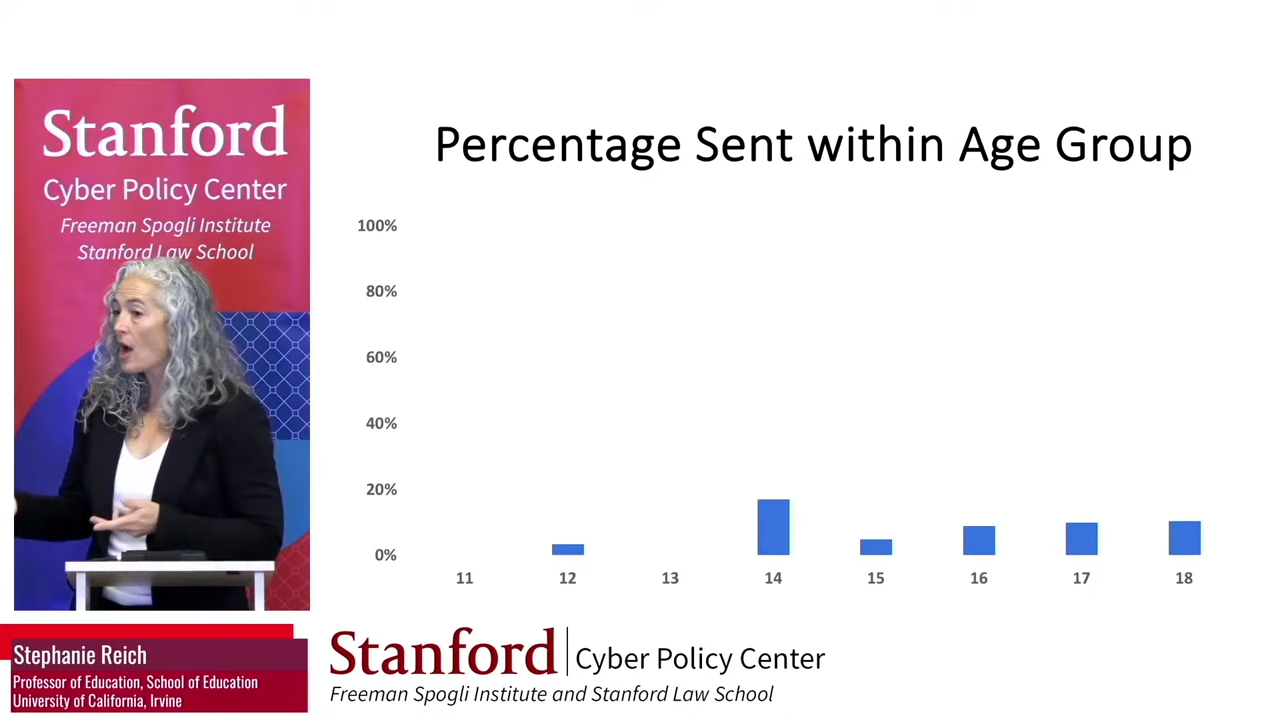 Stanford
Cyber Policy Center
Freeman Spogli Institute
Stanford Law School
Percentage Sent within Age Group
100%
80%
60%
40%
20%
0%
11 12 13 14 15 16 17 18
Stephanie Reich
Professor of Education, School of Education
University of California, Irvine
Stanford | Cyber Policy Center
Freeman Spogli Institute and Stanford Law School